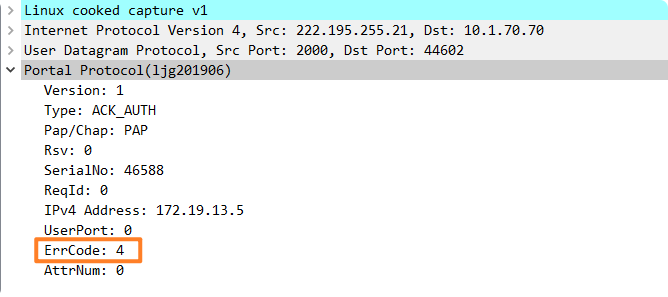 Linux cooked capture v1
Internet Protocol Version 4, Src: 222.195.255.21, Dst: 10.1.70.70
User Datagram Protocol, Src Port: 2000, Dst Port: 44602
Portal Protocol(ljg201906)
Version: 1
Type: ACK_AUTH
Pap/Chap: PAP
Rsv: 0
SerialNo: 46588
ReqId: 0
IPv4 Address: 172.19.13.5
UserPort: 0
ErrCode: 4
AttrNum: 0